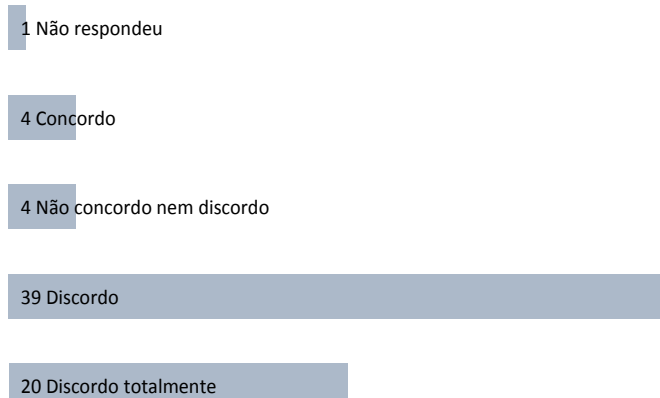 1 Não respondeu
4 Concordo
4 Não concordo nem discordo
39 Discordo
20 Discordo totalmente